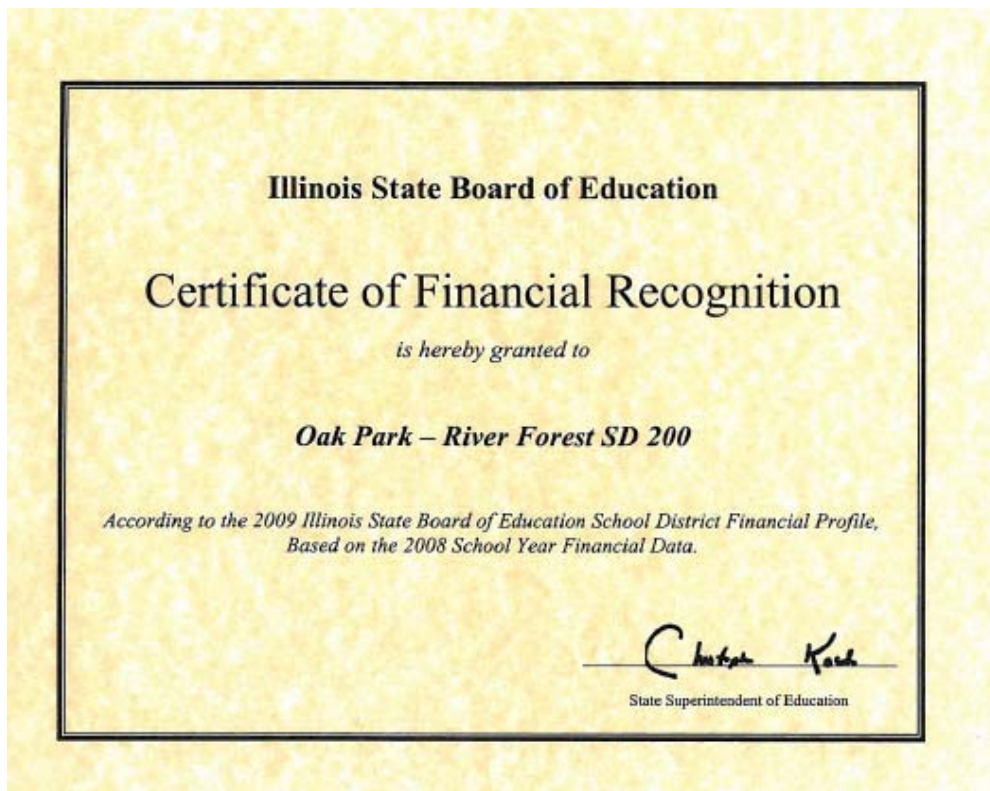 Illinois State Board of Education
Certificate of Financial Recognition
is hereby granted to
Oak Park – River Forest SD 200
According to the 2009 Illinois State Board of Education School District Financial Profile,
Based on the 2008 School Year Financial Data.
Christoph Koch
State Superintendent of Education